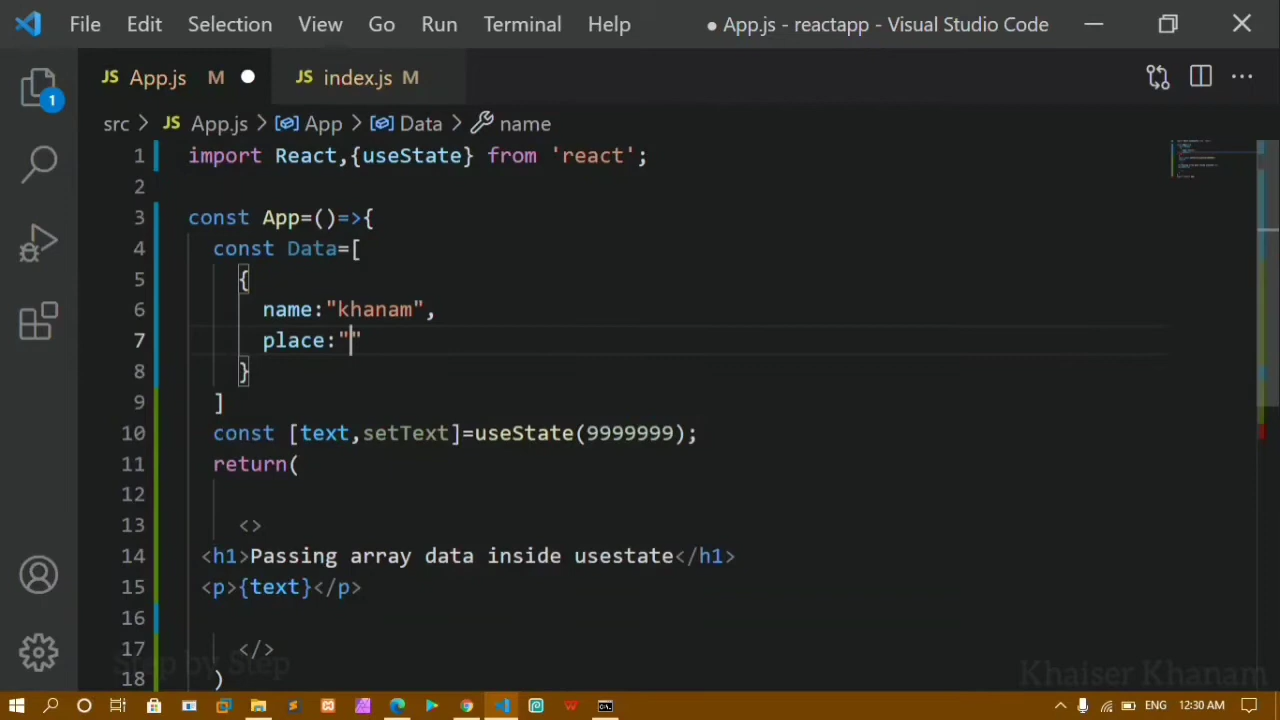 File Edit Selection View Go Run Terminal Help ● App.js - reactapp - Visual Studio Code
JS App.js M ● JS index.js M
1
src > JS App.js > App > Data > name
1 import React,{useState} from 'react';
2
3 const App=()=>{
4 const Data=[
5 {
6 name:"khanam",
7 place:""
8 }
9 ]
10 const [text,setText]=useState(9999999);
11 return(
12
13 <>
14 <h1>Passing array data inside usestate</h1>
15 <p>{text}</p>
16
17 </>
18 )
Step by Step
Khaiser Khanam
ENG 12:30 AM